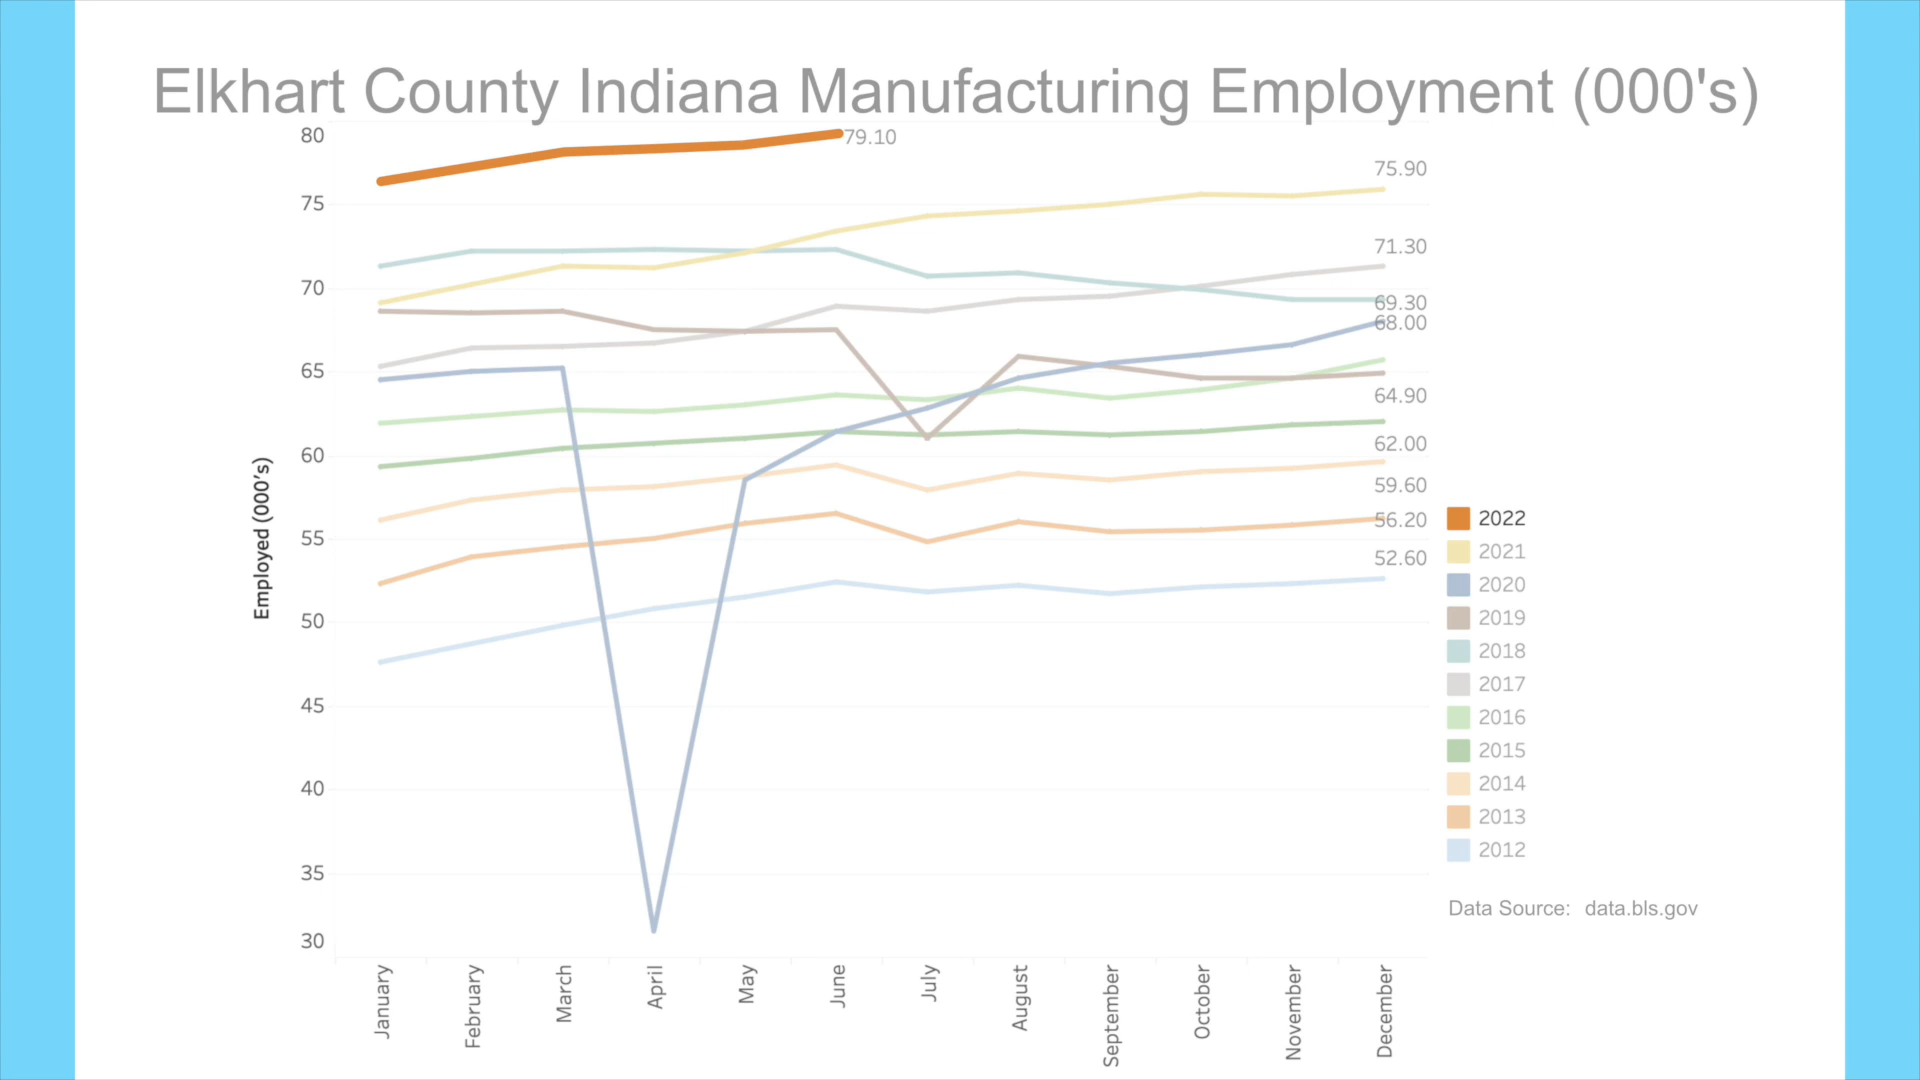 Elkhart County Indiana Manufacturing Employment (000's)
80
75
70
65
60
55
50
45
40
35
30
Employed (000's)
79.10
75.90
71.30
69.30
68.00
64.90
62.00
59.60
56.20
52.60
2022
2021
2020
2019
2018
2017
2016
2015
2014
2013
2012
Data Source: data.bls.gov
January
February
March
April
May
June
July
August
September
October
November
December